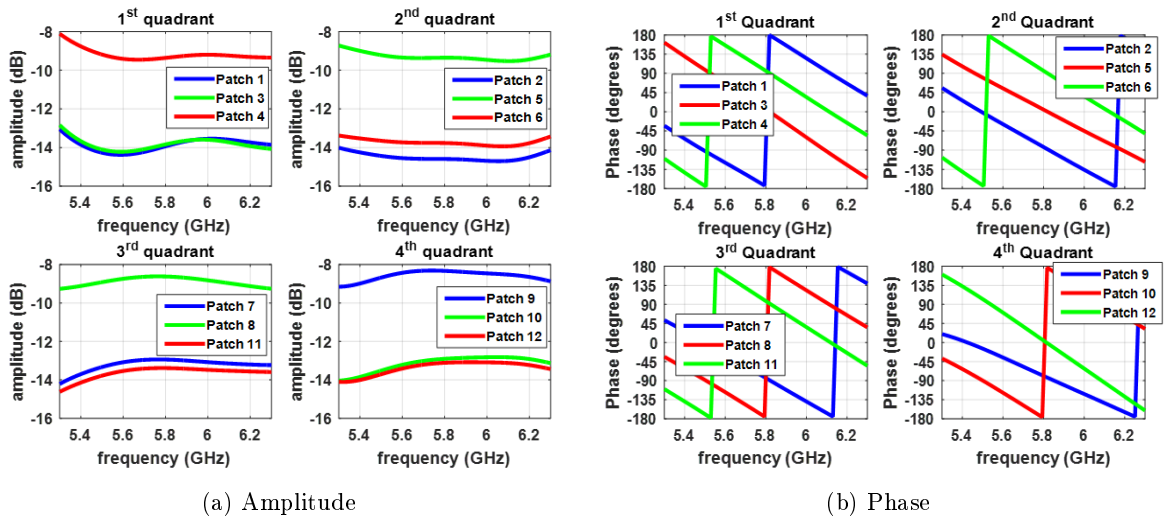 1st quadrant
amplitude (dB)
-8
-10
-12
-14
-16
Patch 1
Patch 3
Patch 4
5.4 5.6 5.8 6 6.2
frequency (GHz)
2nd quadrant
amplitude (dB)
-8
-10
-12
-14
-16
Patch 2
Patch 5
Patch 6
5.4 5.6 5.8 6 6.2
frequency (GHz)
3rd quadrant
amplitude (dB)
-8
-10
-12
-14
-16
Patch 7
Patch 8
Patch 11
5.4 5.6 5.8 6 6.2
frequency (GHz)
4th quadrant
amplitude (dB)
-8
-10
-12
-14
-16
Patch 9
Patch 10
Patch 12
5.4 5.6 5.8 6 6.2
frequency (GHz)
(a) Amplitude
1st Quadrant
Phase (degrees)
180
135
90
45
0
-45
-90
-135
-180
Patch 1
Patch 3
Patch 4
5.4 5.6 5.8 6 6.2
frequency (GHz)
2nd Quadrant
Phase (degrees)
180
135
90
45
0
-45
-90
-135
-180
Patch 2
Patch 5
Patch 6
5.4 5.6 5.8 6 6.2
frequency (GHz)
3rd Quadrant
Phase (degrees)
180
135
90
45
0
-45
-90
-135
-180
Patch 7
Patch 8
Patch 11
5.4 5.6 5.8 6 6.2
frequency (GHz)
4th Quadrant
Phase (degrees)
180
135
90
45
0
-45
-90
-135
-180
Patch 9
Patch 10
Patch 12
5.4 5.6 5.8 6 6.2
frequency (GHz)
(b) Phase